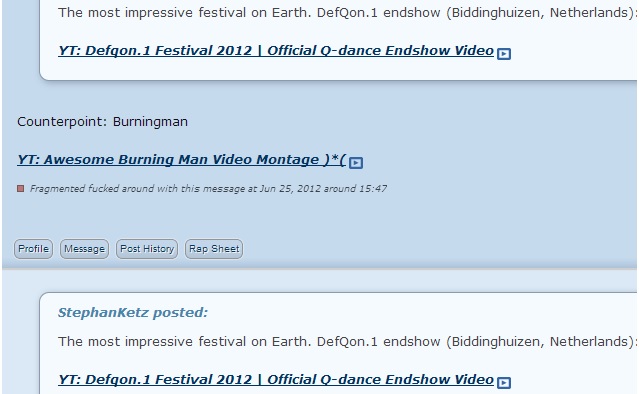 The most impressive festival on Earth. DefQon.1 endshow (Biddinghuizen, Netherlands):
YT: Defqon.1 Festival 2012 | Official Q-dance Endshow Video
Counterpoint: Burningman
YT: Awesome Burning Man Video Montage )*(
Fragmented fucked around with this message at Jun 25, 2012 around 15:47
Profile Message Post History Rap Sheet
StephanKetz posted:
The most impressive festival on Earth. DefQon.1 endshow (Biddinghuizen, Netherlands):
YT: Defqon.1 Festival 2012 | Official Q-dance Endshow Video